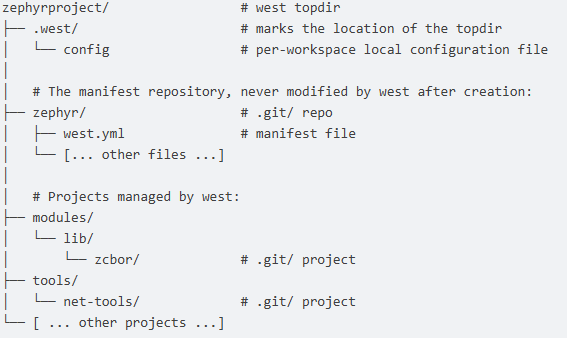 zephyrproject/                 # west topdir
├── .west/                     # marks the location of the topdir
│   └── config                 # per-workspace local configuration file
│
│   # The manifest repository, never modified by west after creation:
├── zephyr/                    # .git/ repo
│   ├── west.yml               # manifest file
│   └── [... other files ...]
│
│   # Projects managed by west:
├── modules/
│   └── lib/
│       └── zcbor/             # .git/ project
├── tools/
│   └── net-tools/             # .git/ project
└── [ ... other projects ...]